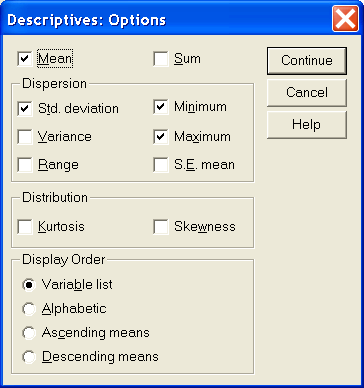 Descriptives: Options
Mean
Sum
Continue
Dispersion
Cancel
Std. deviation
Minimum
Help
Variance
Maximum
Range
S.E. mean
Distribution
Kurtosis
Skewness
Display Order
Variable list
Alphabetic
Ascending means
Descending means